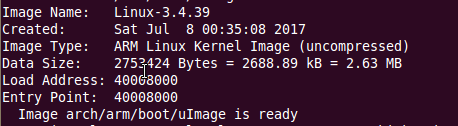 Image Name: Linux-3.4.39
Created: Sat Jul 8 00:35:08 2017
Image Type: ARM Linux Kernel Image (uncompressed)
Data Size: 2753424 Bytes = 2688.89 kB = 2.63 MB
Load Address: 40008000
Entry Point: 40008000
Image arch/arm/boot/uImage is ready